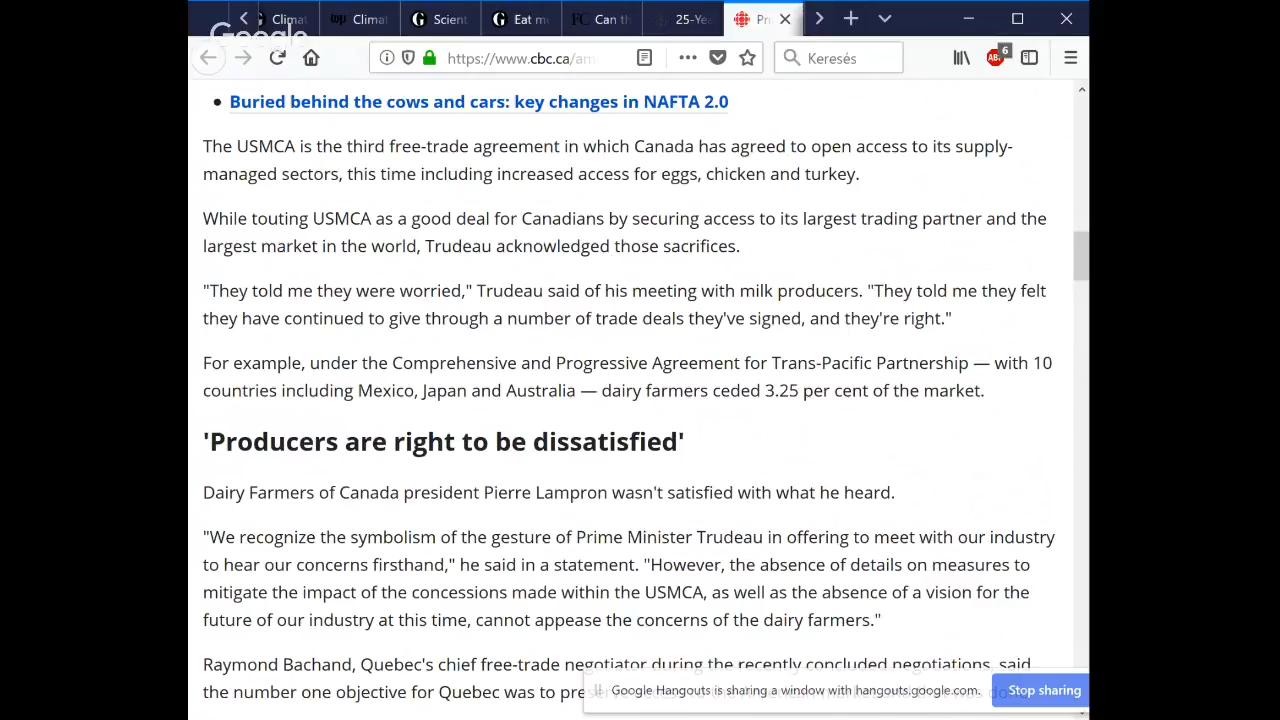 Climat
Climat
Scient
Eat m
Can th
25-Ye
Pr
Google
https://www.cbc.ca/am
Keresés
6
Buried behind the cows and cars: key changes in NAFTA 2.0
The USMCA is the third free-trade agreement in which Canada has agreed to open access to its supply-
managed sectors, this time including increased access for eggs, chicken and turkey.
While touting USMCA as a good deal for Canadians by securing access to its largest trading partner and the
largest market in the world, Trudeau acknowledged those sacrifices.
"They told me they were worried," Trudeau said of his meeting with milk producers. "They told me they felt
they have continued to give through a number of trade deals they've signed, and they're right."
For example, under the Comprehensive and Progressive Agreement for Trans-Pacific Partnership — with 10
countries including Mexico, Japan and Australia — dairy farmers ceded 3.25 per cent of the market.
'Producers are right to be dissatisfied'
Dairy Farmers of Canada president Pierre Lampron wasn't satisfied with what he heard.
"We recognize the symbolism of the gesture of Prime Minister Trudeau in offering to meet with our industry
to hear our concerns firsthand," he said in a statement. "However, the absence of details on measures to
mitigate the impact of the concessions made within the USMCA, as well as the absence of a vision for the
future of our industry at this time, cannot appease the concerns of the dairy farmers."
Raymond Bachand, Quebec's chief free-trade negotiator during the recently concluded negotiations, said
the number one objective for Quebec was to pre
Google Hangouts is sharing a window with hangouts.google.com.
Stop sharing